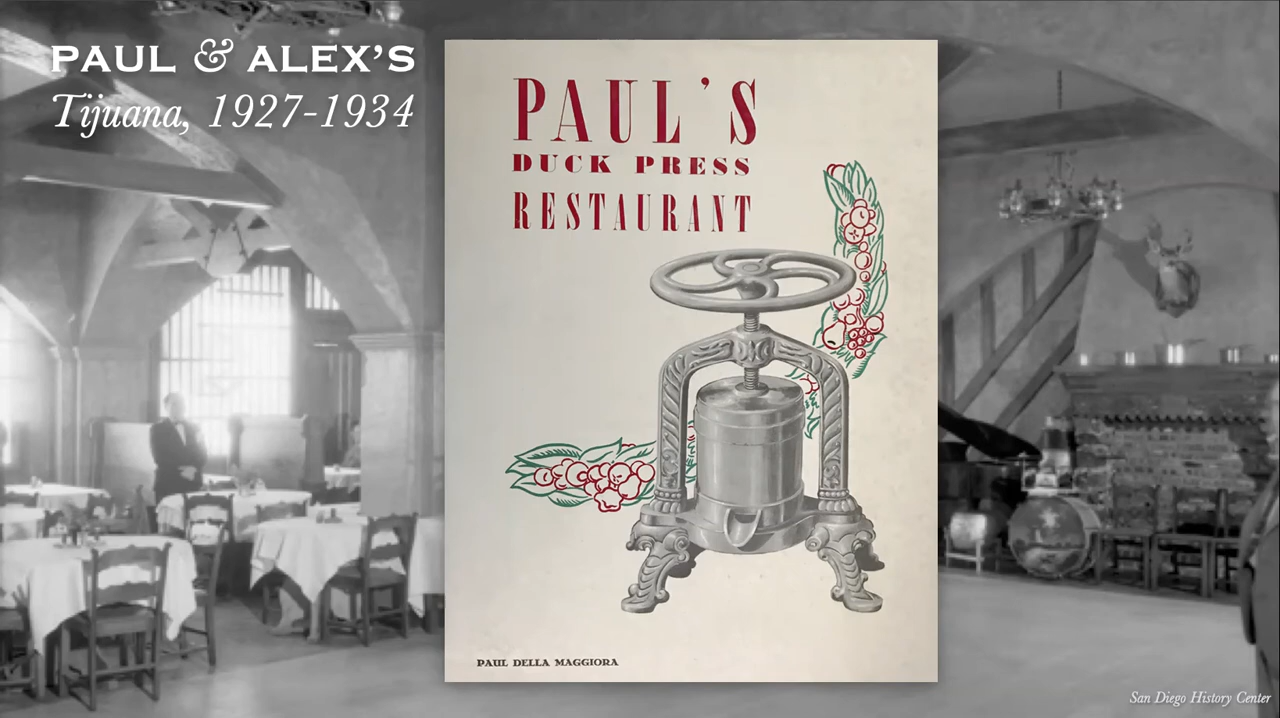 PAUL & ALEX'S
Tijuana, 1927-1934
PAUL'S
DUCK PRESS
RESTAURANT
PAUL DELLA MAGGIORA
San Diego History Center